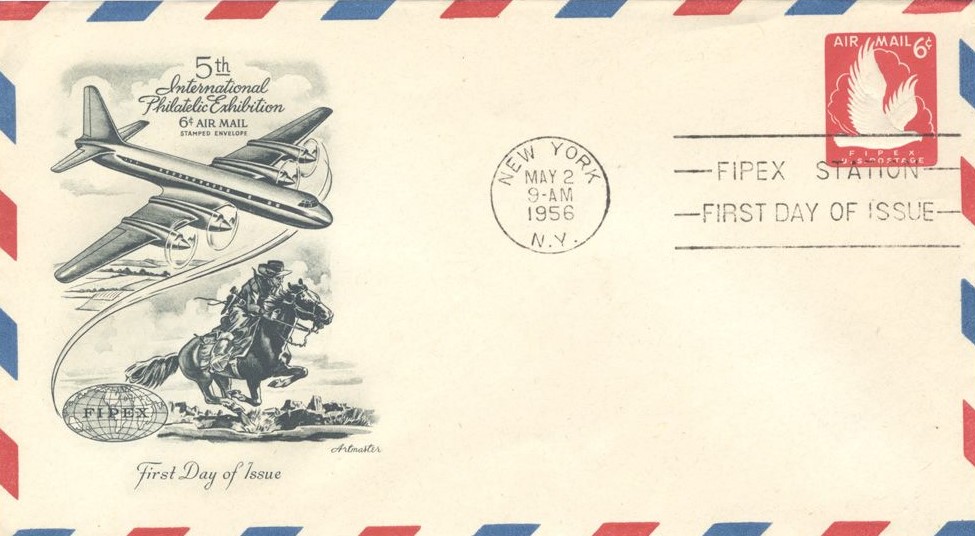 5th
International
Philatelic Exhibition
6¢ AIR MAIL
STAMPED ENVELOPE
FIPEX
Artmaster
First Day of Issue
NEW YORK
MAY 2
9-AM
1956
N.Y.
AIR MAIL 6¢
FIPEX
U.S. POSTAGE
FIPEX STATION
FIRST DAY OF ISSUE